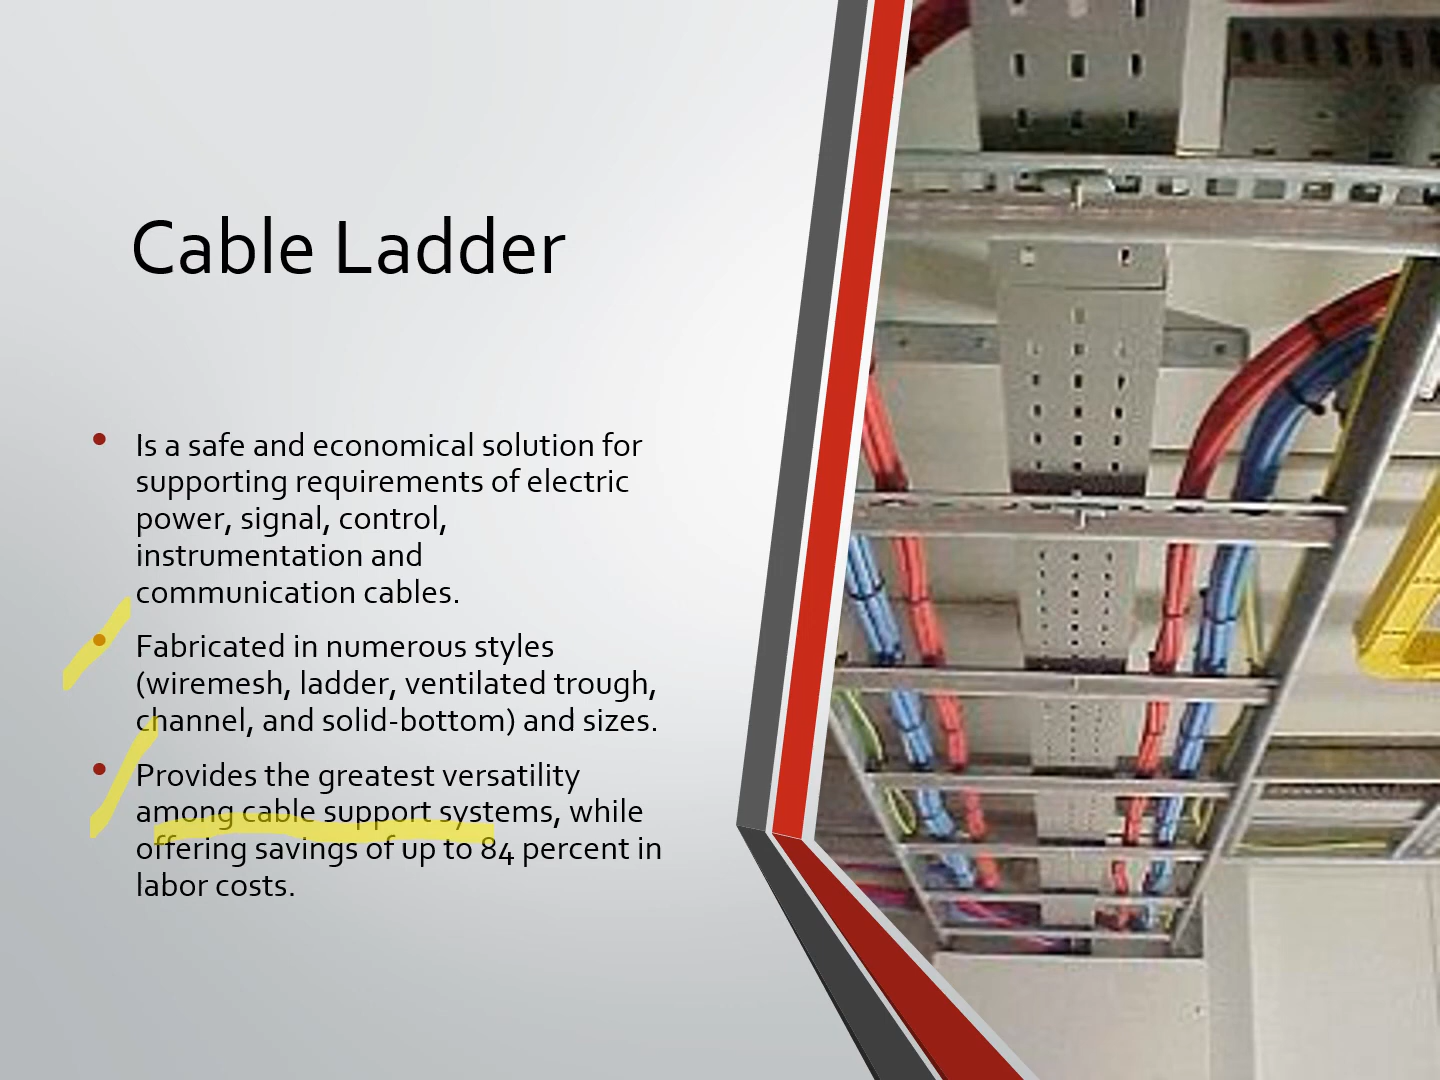 Cable Ladder
Is a safe and economical solution for
supporting requirements of electric
power, signal, control,
instrumentation and
communication cables.
Fabricated in numerous styles
(wiremesh, ladder, ventilated trough,
channel, and solid-bottom) and sizes.
Provides the greatest versatility
among cable support systems, while
offering savings of up to 84 percent in
labor costs.